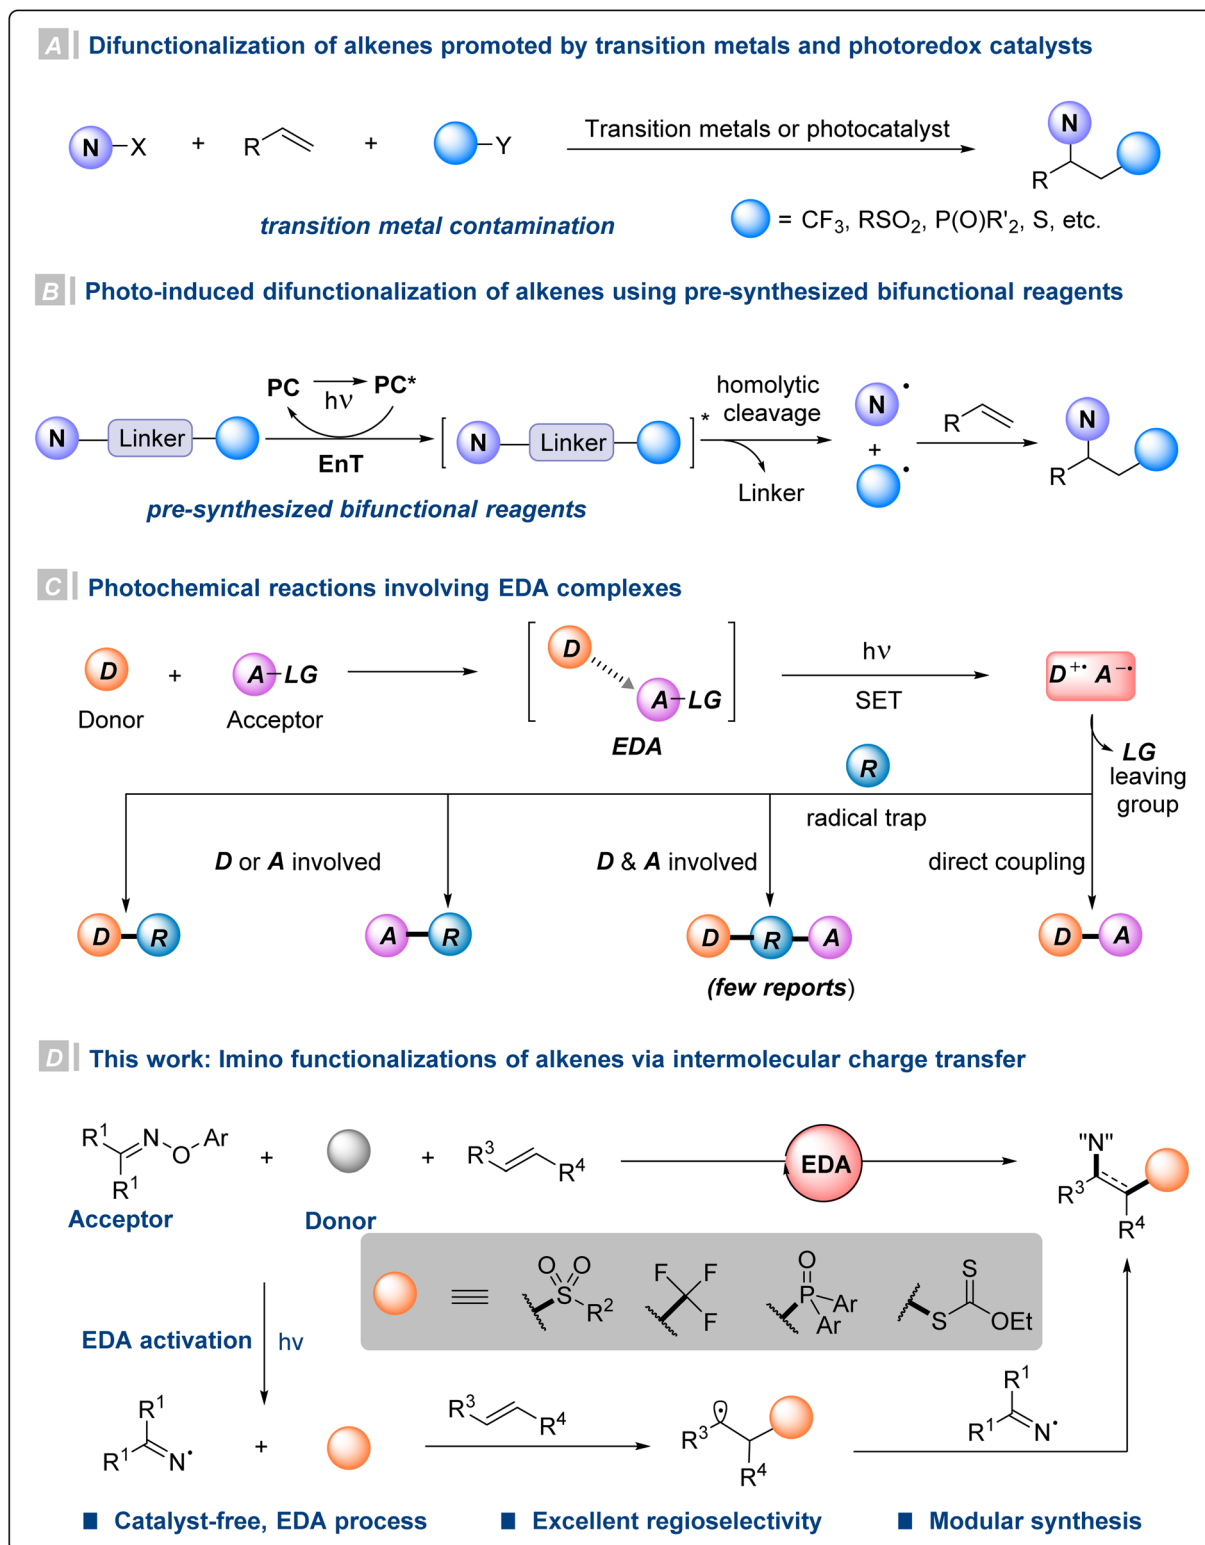 A Difunctionalization of alkenes promoted by transition metals and photoredox catalysts
N–X + R + –Y Transition metals or photocatalyst N R
transition metal contamination
= CF3, RSO2, P(O)R'2, S, etc.
B Photo-induced difunctionalization of alkenes using pre-synthesized bifunctional reagents
PC hν PC*
EnT
N Linker
[ N Linker ]*
homolytic
cleavage
Linker
N•
+
•
R
N
R
pre-synthesized bifunctional reagents
C Photochemical reactions involving EDA complexes
D + A–LG
Donor Acceptor
[ D A–LG ]
EDA
hν
SET
D+• A−•
LG
leaving
group
R
radical trap
D or A involved
D & A involved
direct coupling
D–R
A–R
D–R–A
D–A
(few reports)
D This work: Imino functionalizations of alkenes via intermolecular charge transfer
R1 N O Ar
R1
+ + R3 R4
EDA
"N"
R3
R4
Acceptor Donor
≡ O O S R2
F F F
O P Ar Ar
S S OEt
EDA activation hν
R1
R1 N•
+
R3 R4
R3 •
R4
R1
R1 N•
■ Catalyst-free, EDA process ■ Excellent regioselectivity ■ Modular synthesis